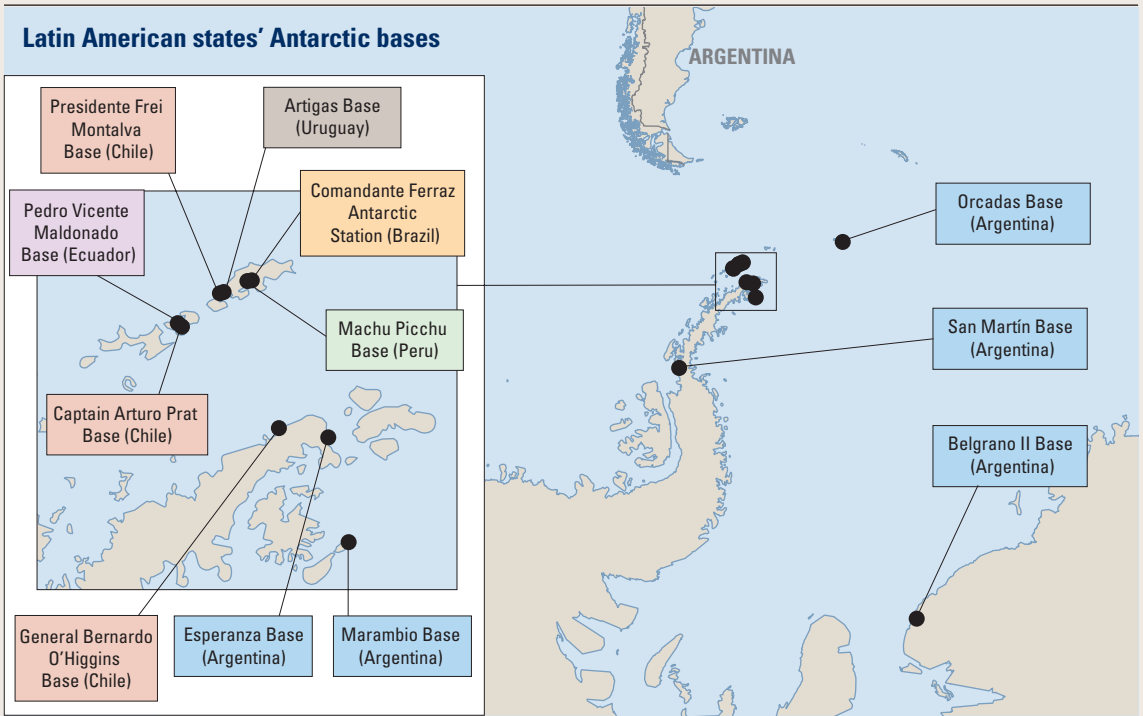 Latin American states' Antarctic bases
ARGENTINA
Presidente Frei
Montalva
Base (Chile)
Artigas Base
(Uruguay)
Pedro Vicente
Maldonado
Base (Ecuador)
Comandante Ferraz
Antarctic
Station (Brazil)
Machu Picchu
Base (Peru)
Captain Arturo Prat
Base (Chile)
General Bernardo
O'Higgins
Base (Chile)
Esperanza Base
(Argentina)
Marambio Base
(Argentina)
Orcadas Base
(Argentina)
San Martín Base
(Argentina)
Belgrano II Base
(Argentina)